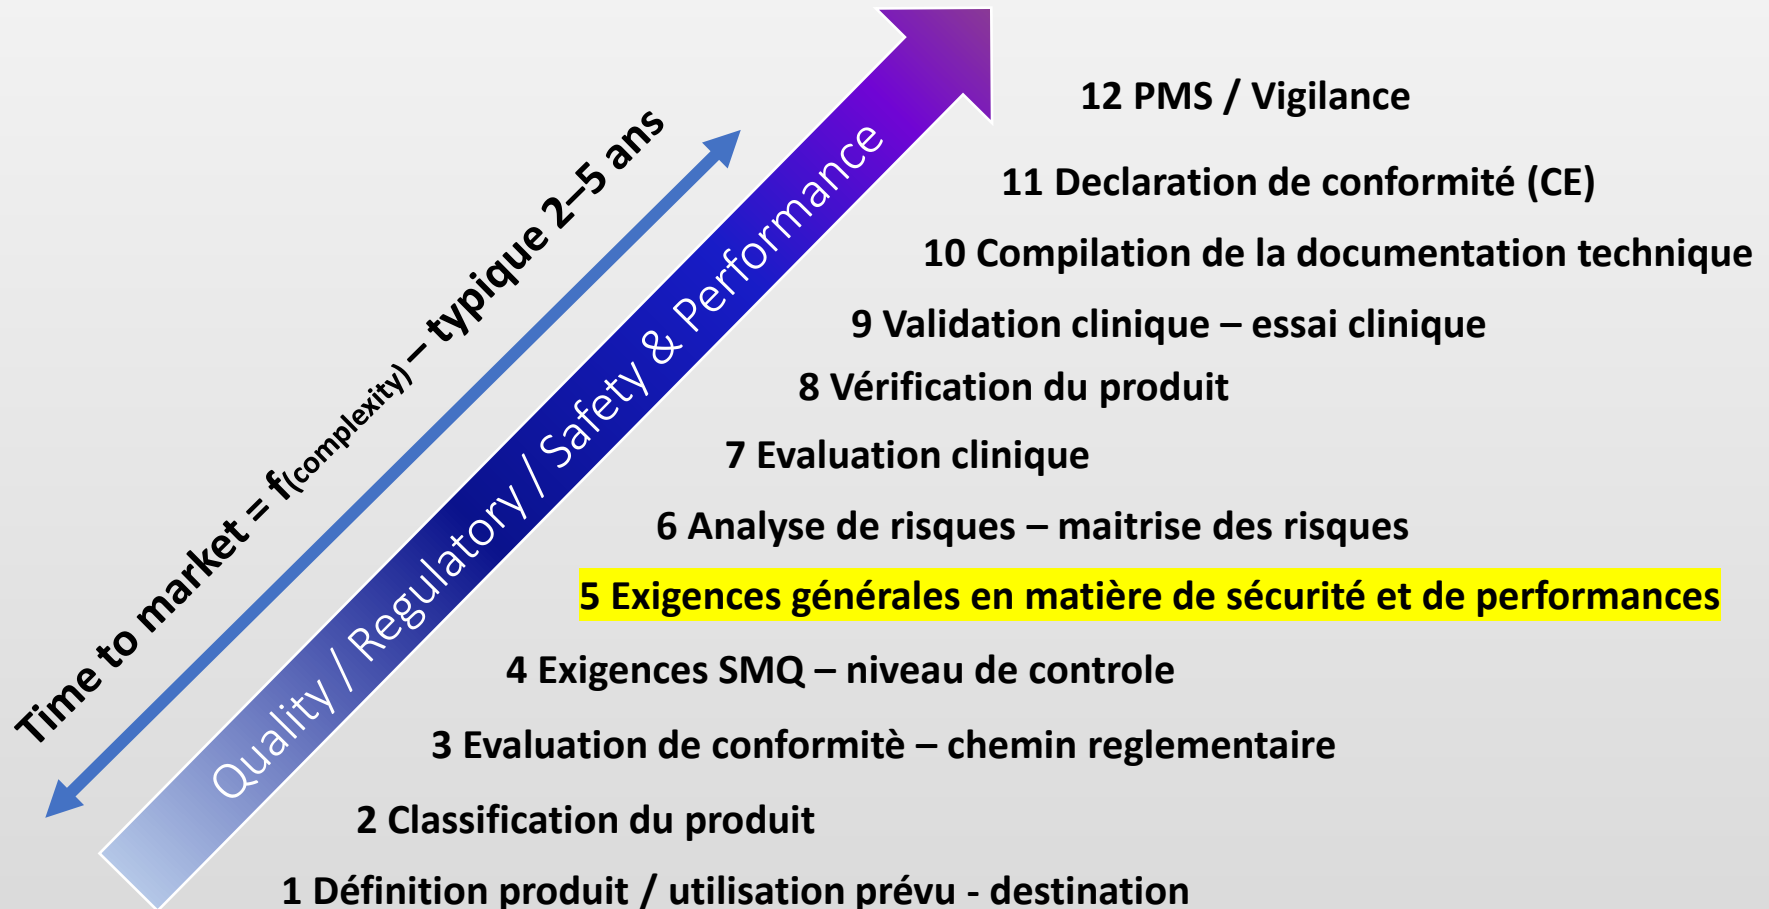 12 PMS / Vigilance
11 Declaration de conformité (CE)
10 Compilation de la documentation technique
9 Validation clinique – essai clinique
8 Vérification du produit
7 Evaluation clinique
6 Analyse de risques – maitrise des risques
5 Exigences générales en matière de sécurité et de performances
4 Exigences SMQ – niveau de controle
3 Evaluation de conformitè – chemin reglementaire
2 Classification du produit
1 Définition produit / utilisation prévu - destination
Time to market = f(complexity) – typique 2–5 ans
Quality / Regulatory / Safety & Performance